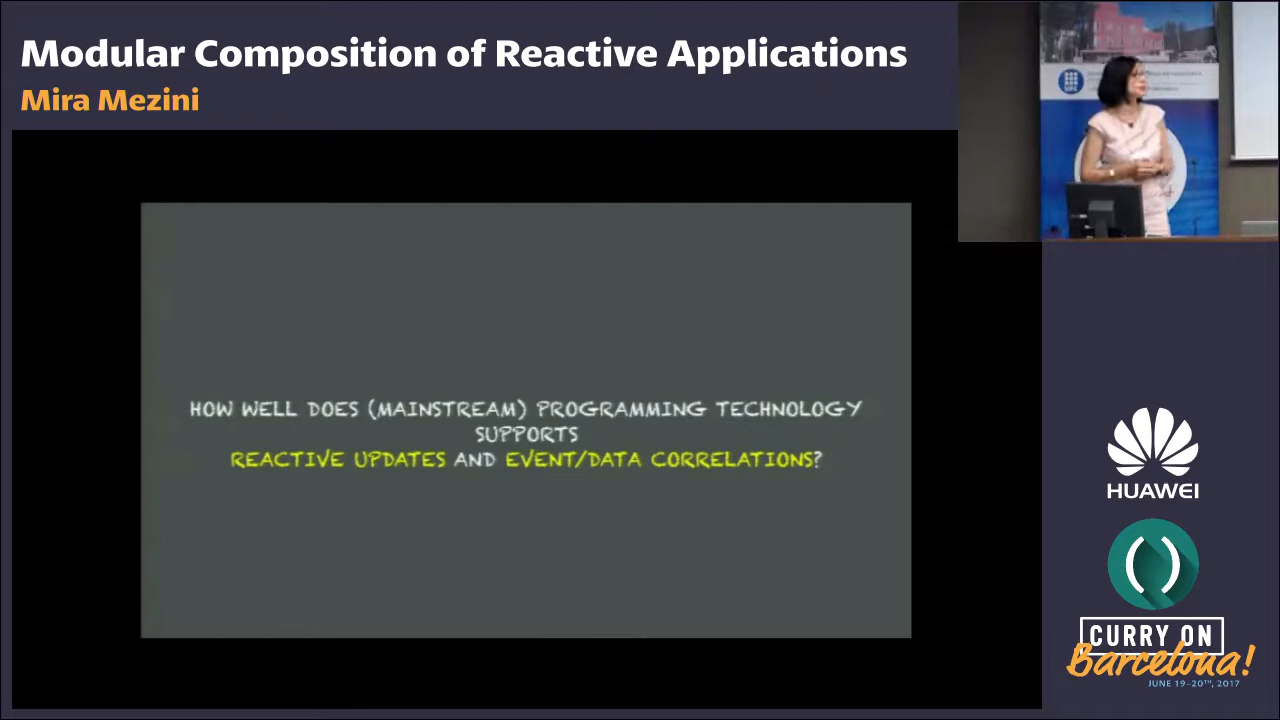 Modular Composition of Reactive Applications
Mira Mezini
HOW WELL DOES (MAINSTREAM) PROGRAMMING TECHNOLOGY
SUPPORTS
REACTIVE UPDATES AND EVENT/DATA CORRELATIONS?
HUAWEI
CURRY ON
Barcelona!
JUNE 19-20TH, 2017